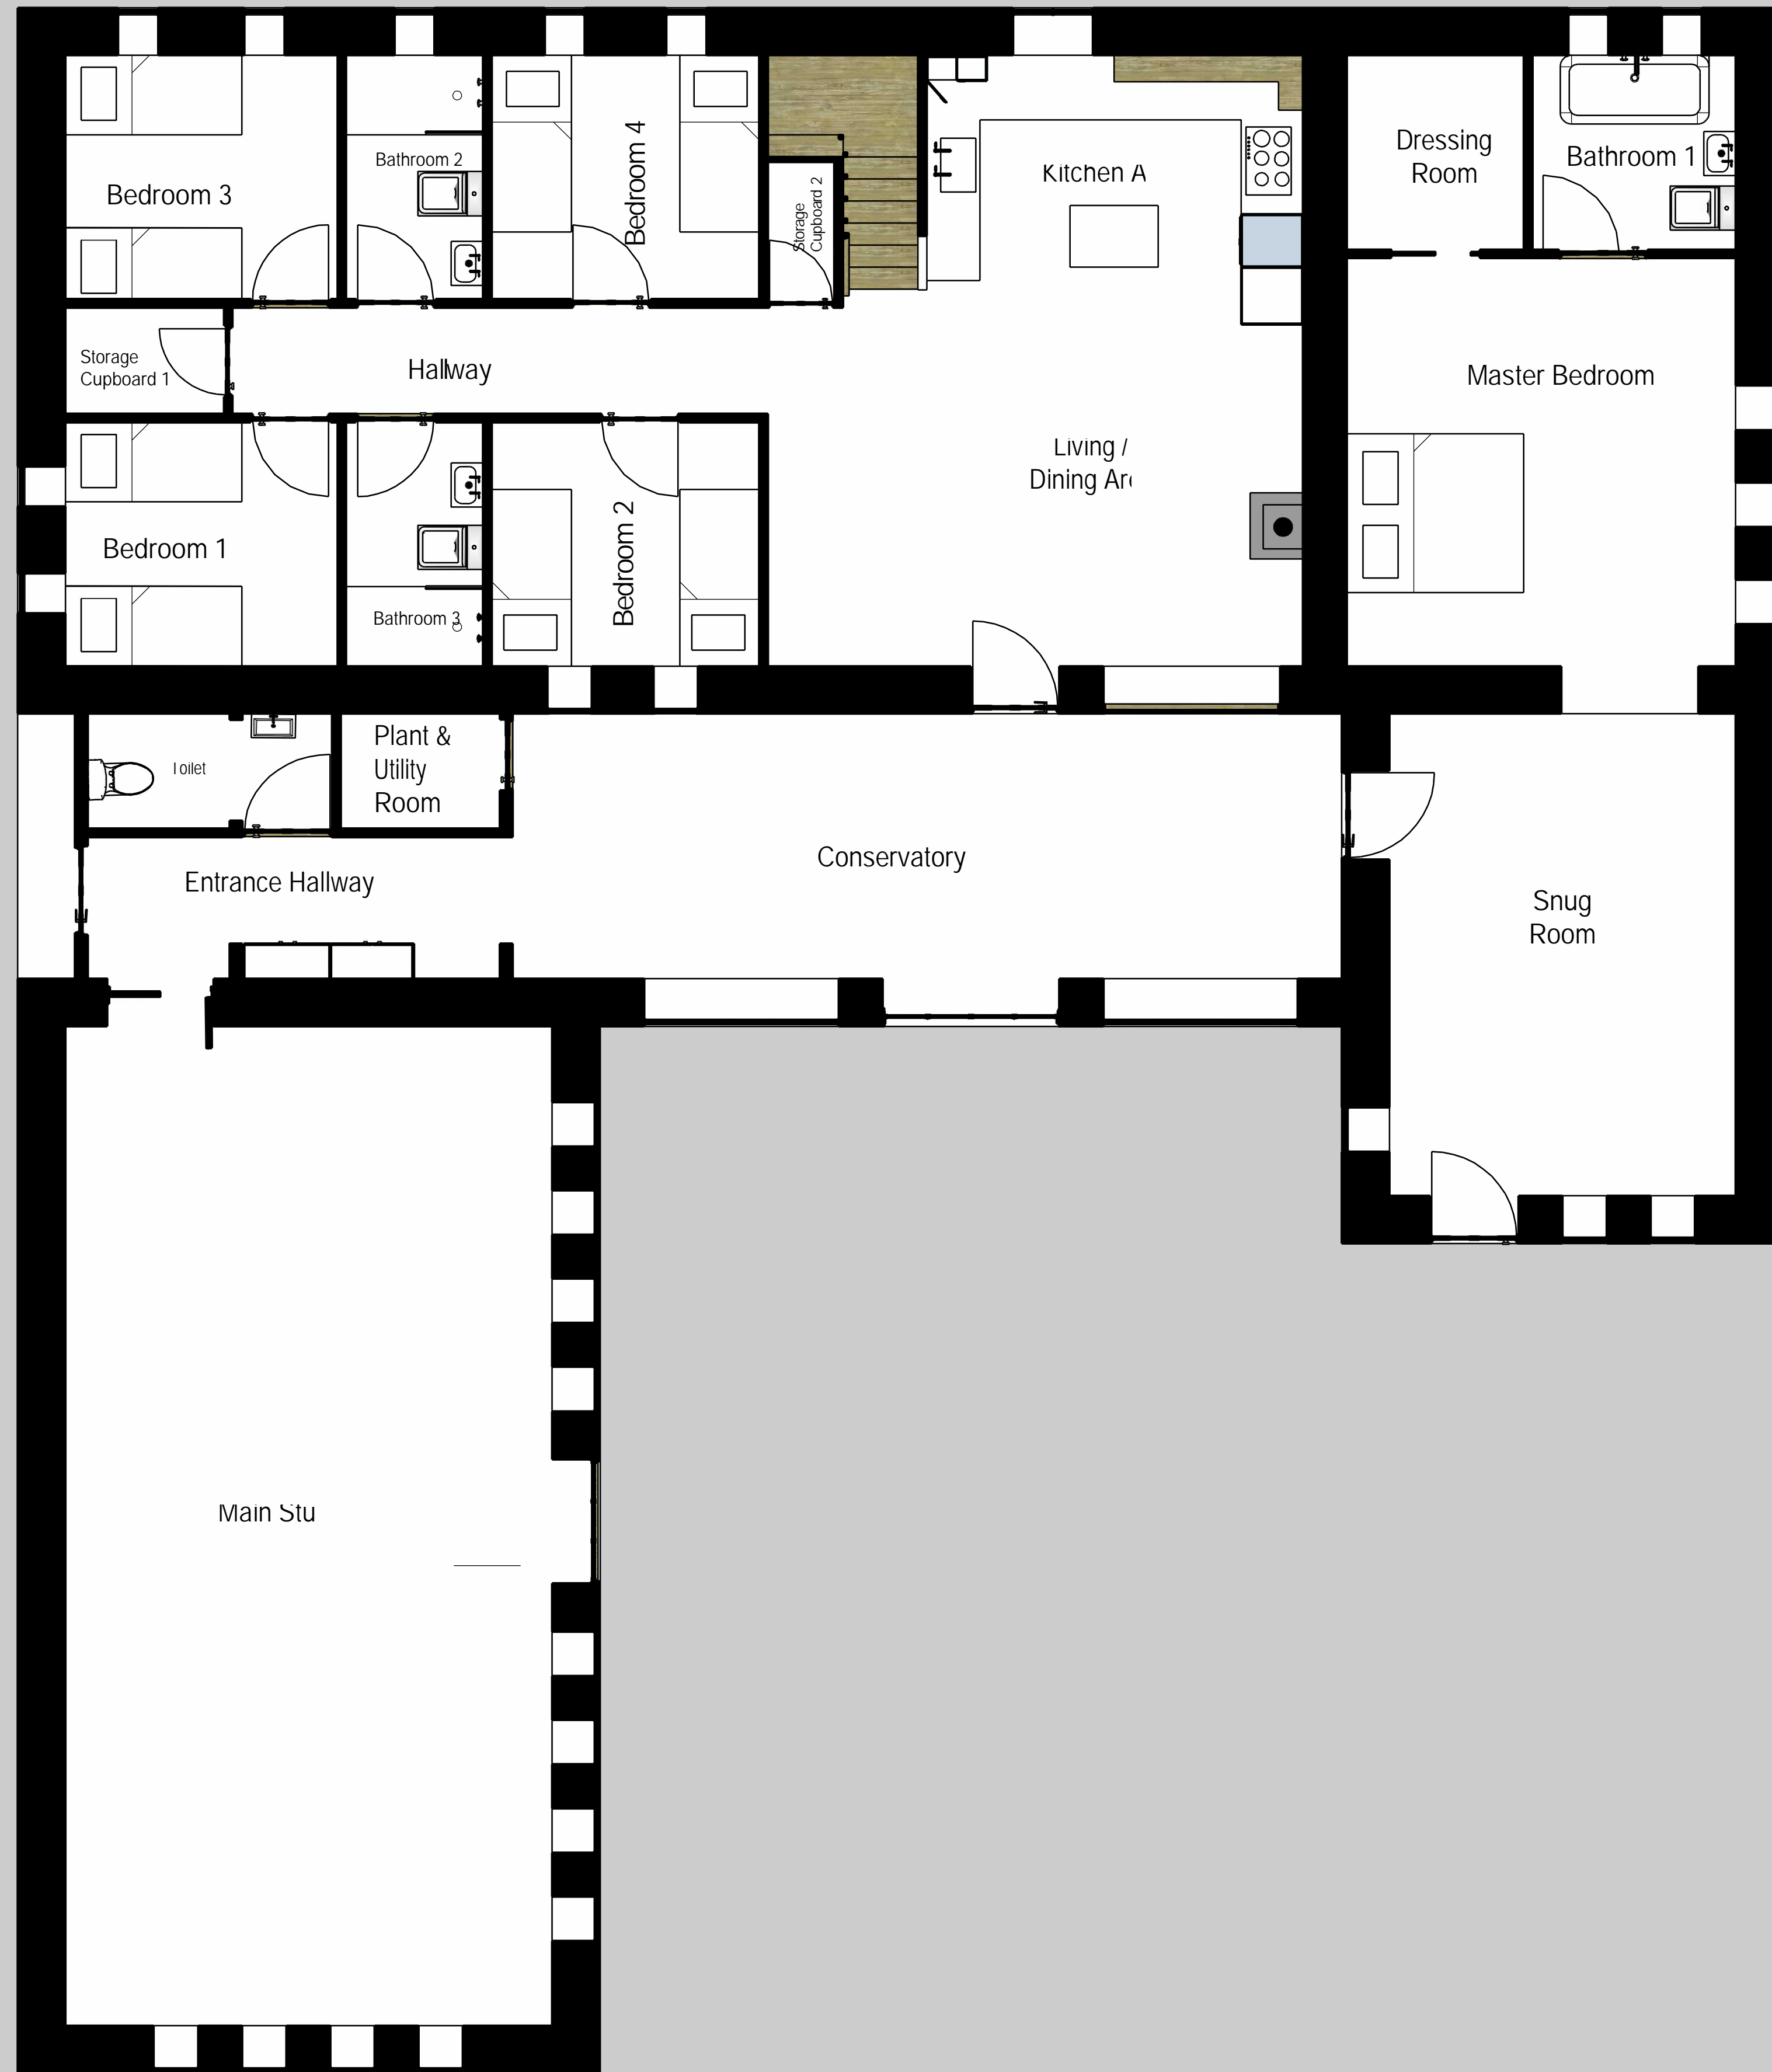 Bedroom 3
Bathroom 2
Bedroom 4
Storage
Cupboard 2
Kitchen A
Dressing
Room
Bathroom 1
Storage
Cupboard 1
Hallway
Master Bedroom
Living /
Dining Are
Bedroom 1
Bathroom 3
Bedroom 2
Toilet
Plant &
Utility
Room
Entrance Hallway
Conservatory
Snug
Room
Main Stu